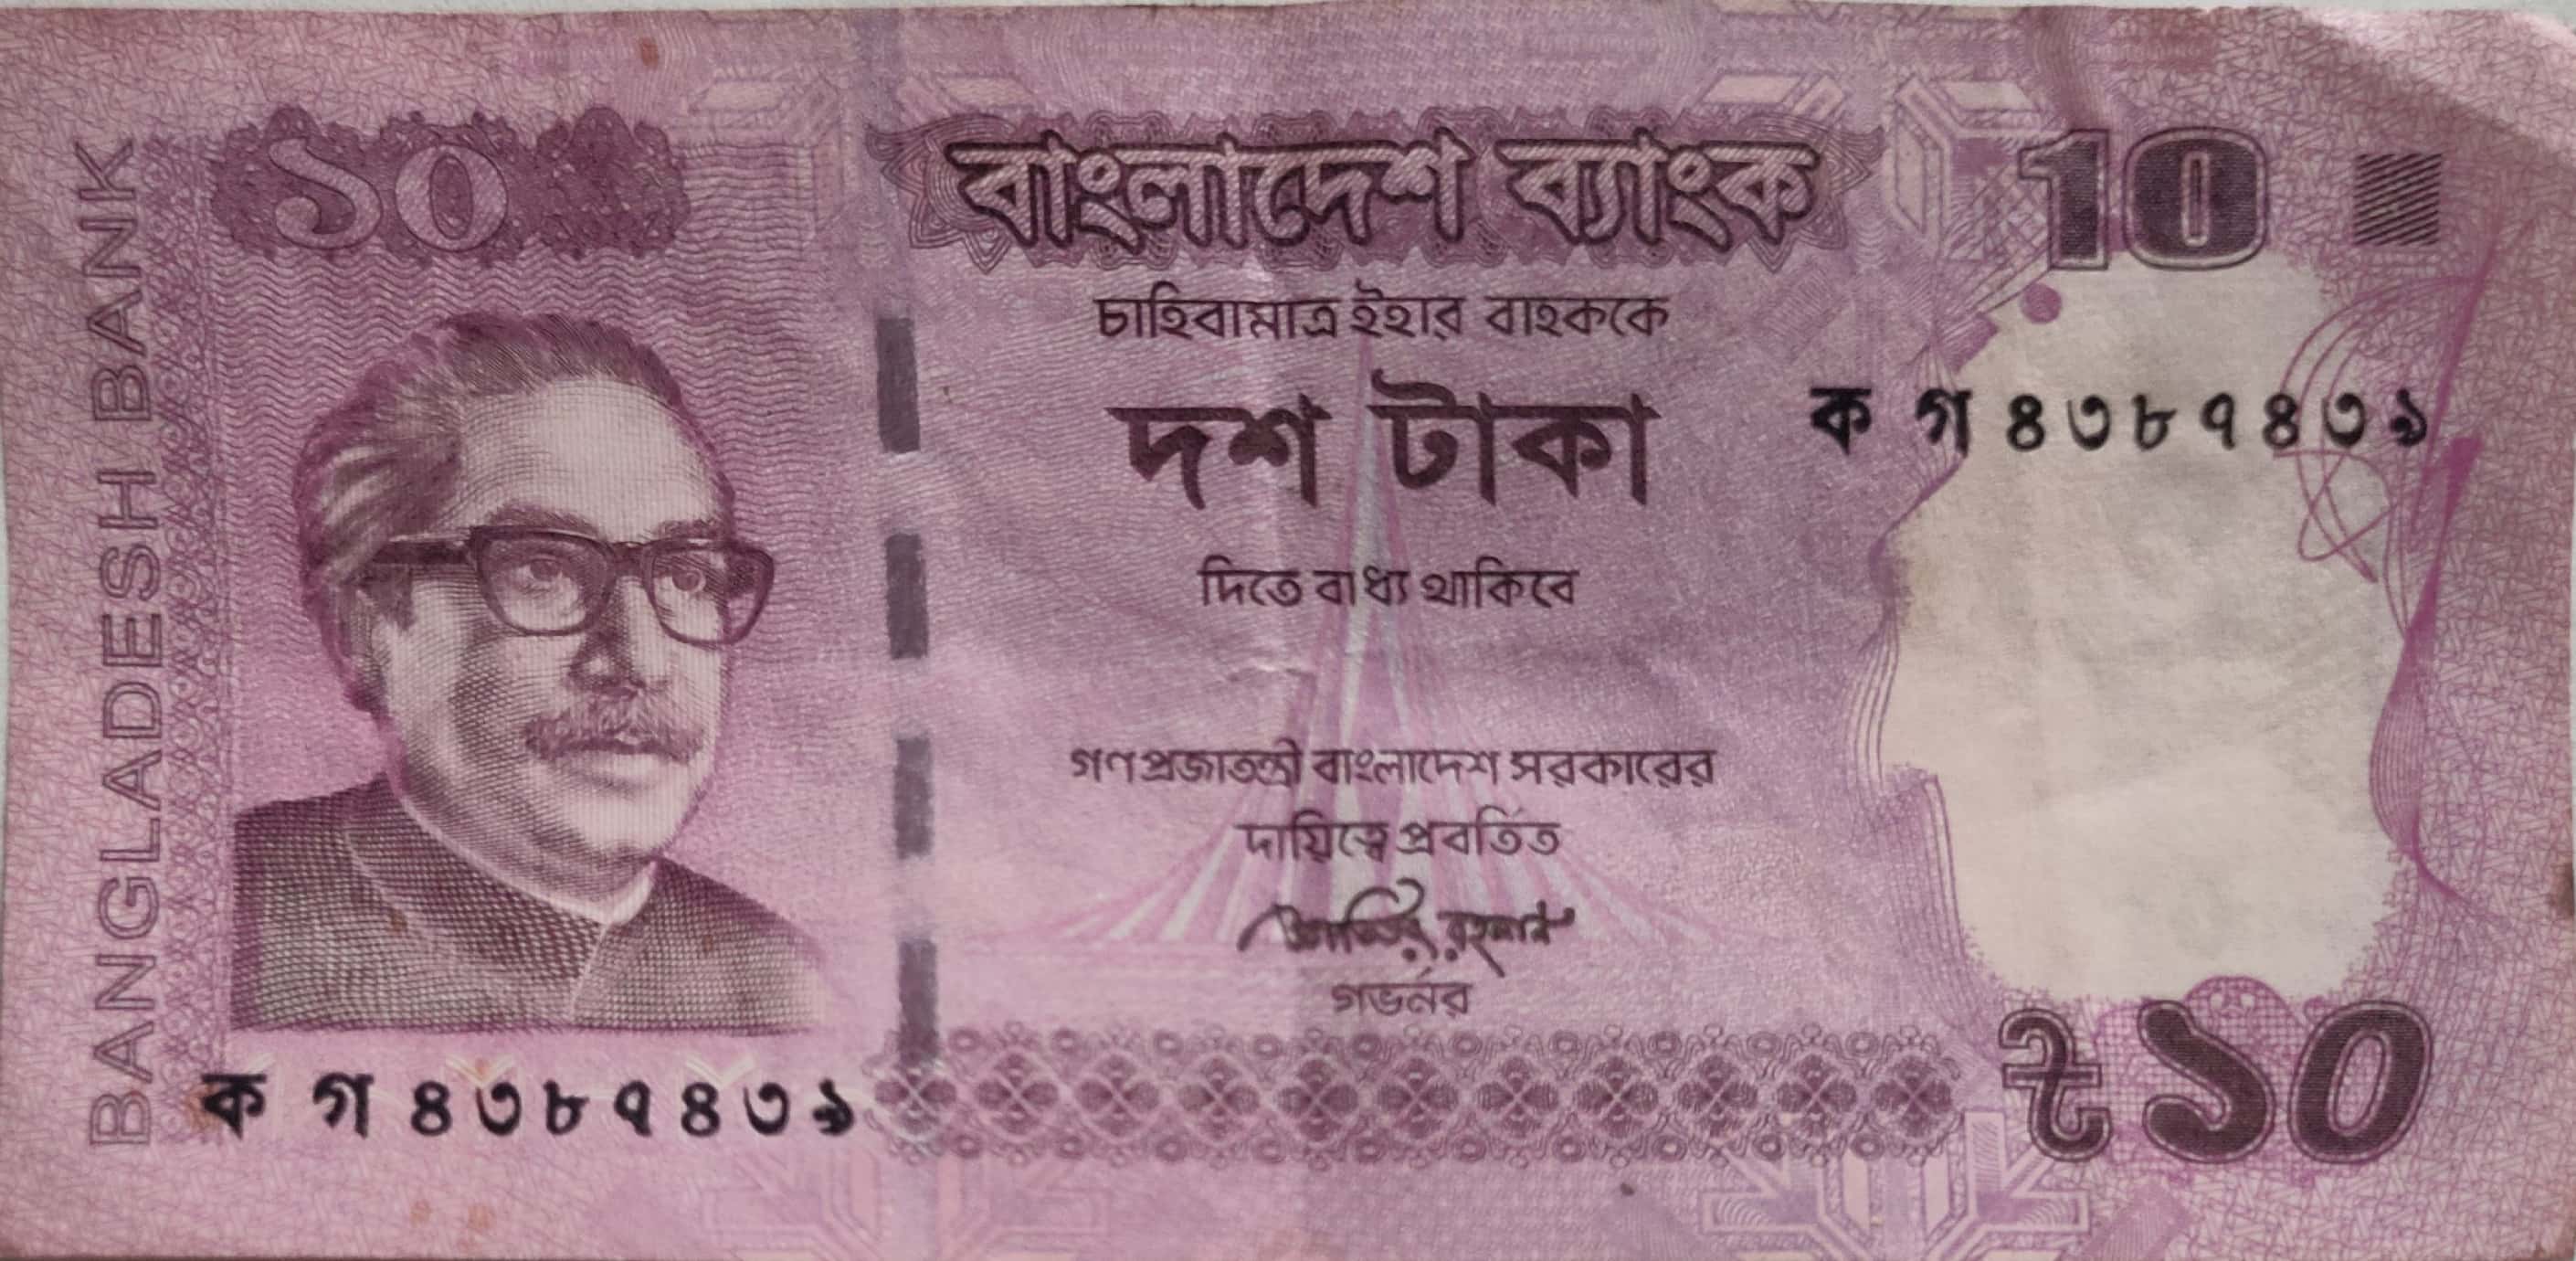 BANGLADESH BANK
১০
বাংলাদেশ ব্যাংক
10
চাহিবামাত্র ইহার বাহককে
দশ টাকা
ক গ ৪৩৮৭৪৩৯
দিতে বাধ্য থাকিবে
গণপ্রজাতন্ত্রী বাংলাদেশ সরকারের
দায়িত্বে প্রবর্তিত
আতিউর রহমান
গভর্নর
ক গ ৪৩৮৭৪৩৯
৳১০